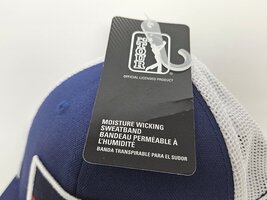 PGA
TOUR
OFFICIAL LICENSED PRODUCT
MOISTURE WICKING
SWEATBAND
BANDEAU PERMÉABLE À
L'HUMIDITÉ
BANDA TRANSPIRABLE PARA EL SUDOR